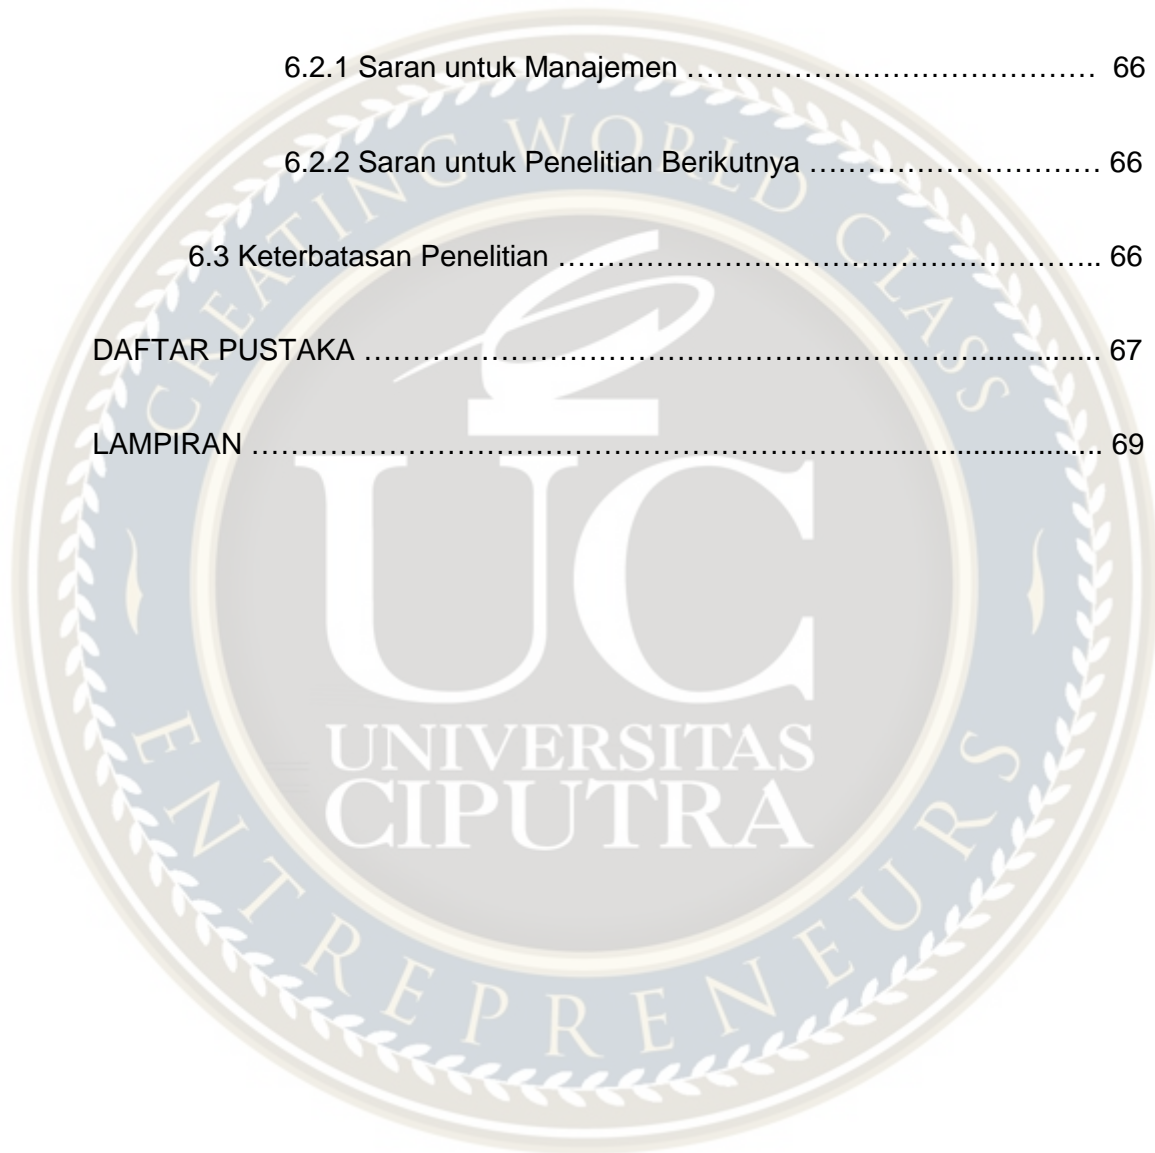 6.2.1 Saran untuk Manajemen …………………………………… 66
6.2.2 Saran untuk Penelitian Berikutnya ………………………… 66
6.3 Keterbatasan Penelitian ……………………………………………….. 66
DAFTAR PUSTAKA ………………………………………………………............... 67
LAMPIRAN ………………………………………………………............................. 69
CREATING WORLD CLASS
UC
UNIVERSITAS
CIPUTRA
ENTREPRENEURS